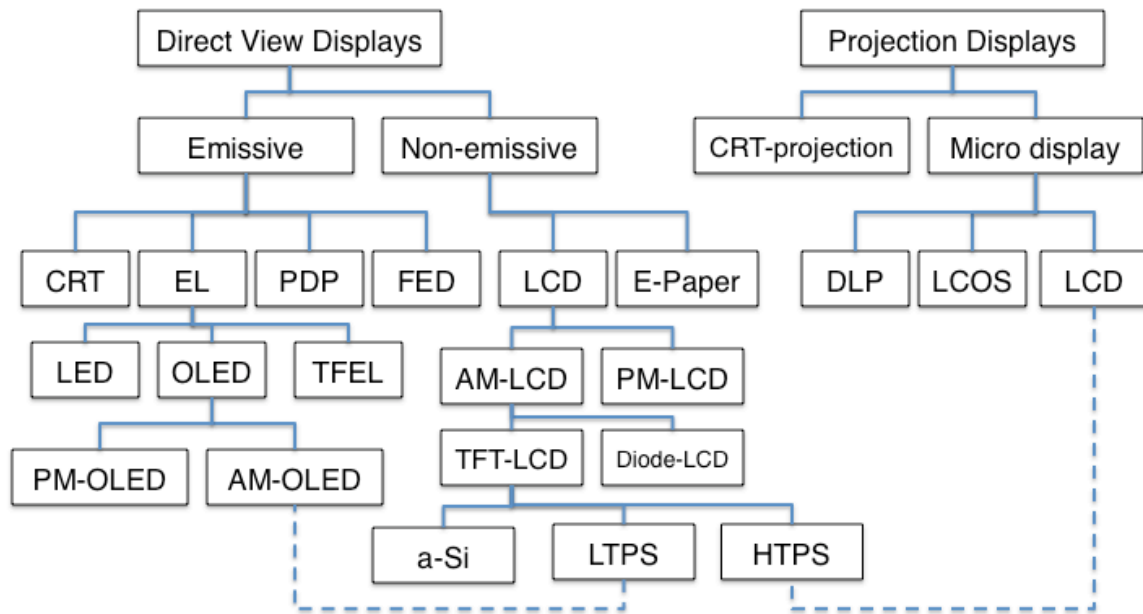 Direct View Displays
Projection Displays
Emissive
Non-emissive
CRT-projection
Micro display
CRT
EL
PDP
FED
LCD
E-Paper
DLP
LCOS
LCD
LED
OLED
TFEL
AM-LCD
PM-LCD
PM-OLED
AM-OLED
TFT-LCD
Diode-LCD
a-Si
LTPS
HTPS